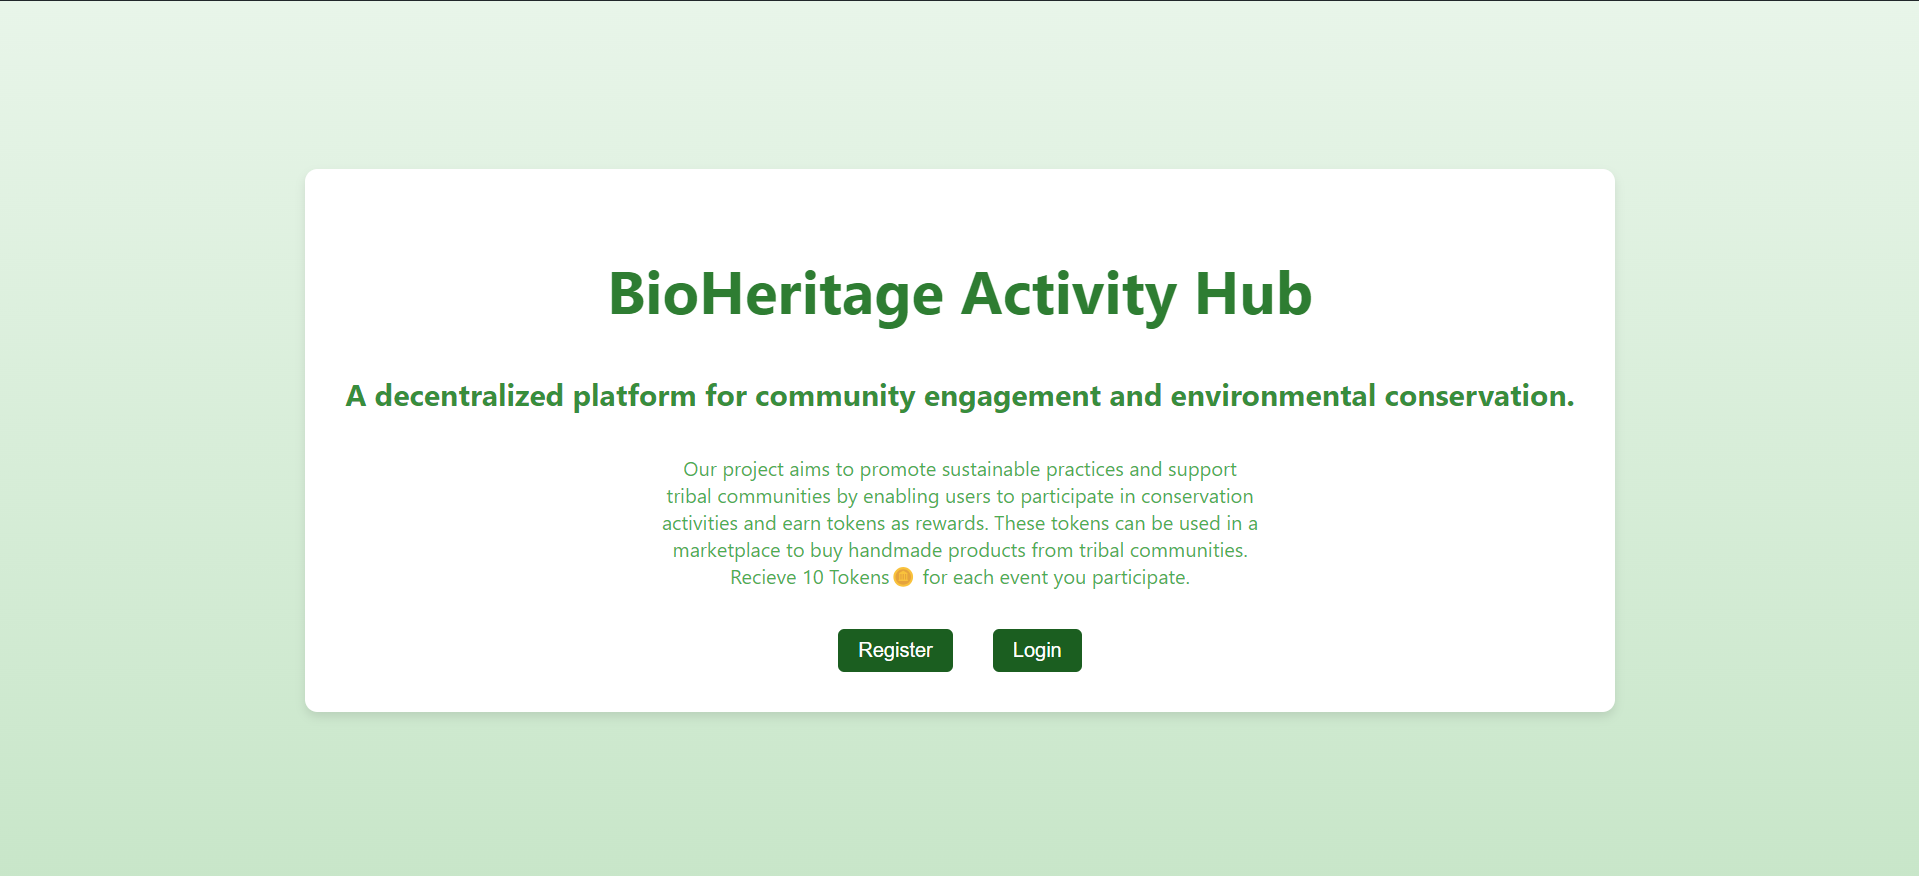 BioHeritage Activity Hub
A decentralized platform for community engagement and environmental conservation.
Our project aims to promote sustainable practices and support
tribal communities by enabling users to participate in conservation
activities and earn tokens as rewards. These tokens can be used in a
marketplace to buy handmade products from tribal communities.
Recieve 10 Tokens🪙 for each event you participate.
Register
Login